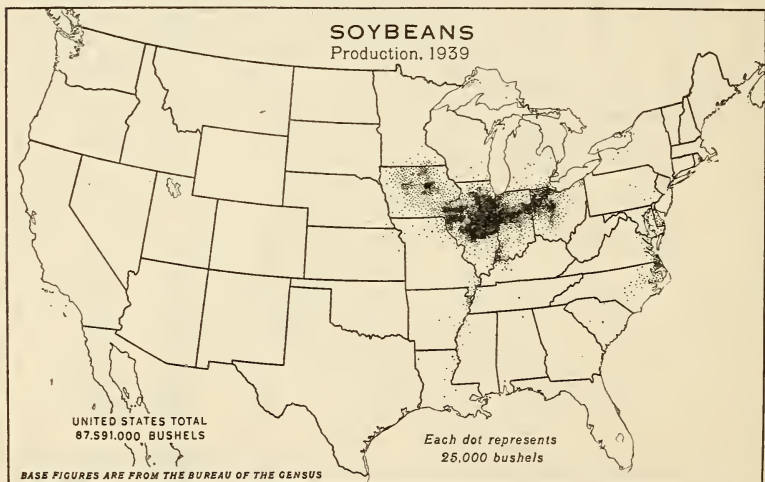 SOYBEANS
Production, 1939
UNITED STATES TOTAL
87,591,000 BUSHELS
Each dot represents
25,000 bushels
BASE FIGURES ARE FROM THE BUREAU OF THE CENSUS